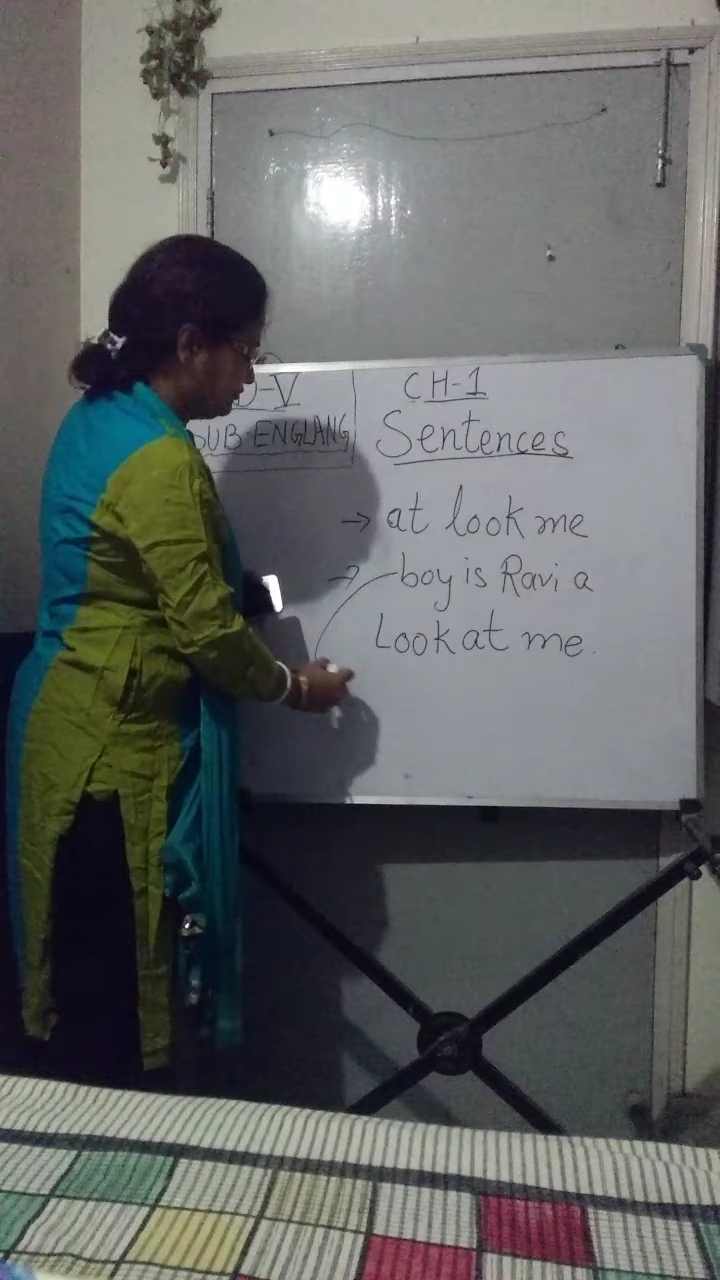 D-V
SUB-ENGLANG
CH-1
Sentences
→ at look me
→ boy is Ravi a
Look at me.